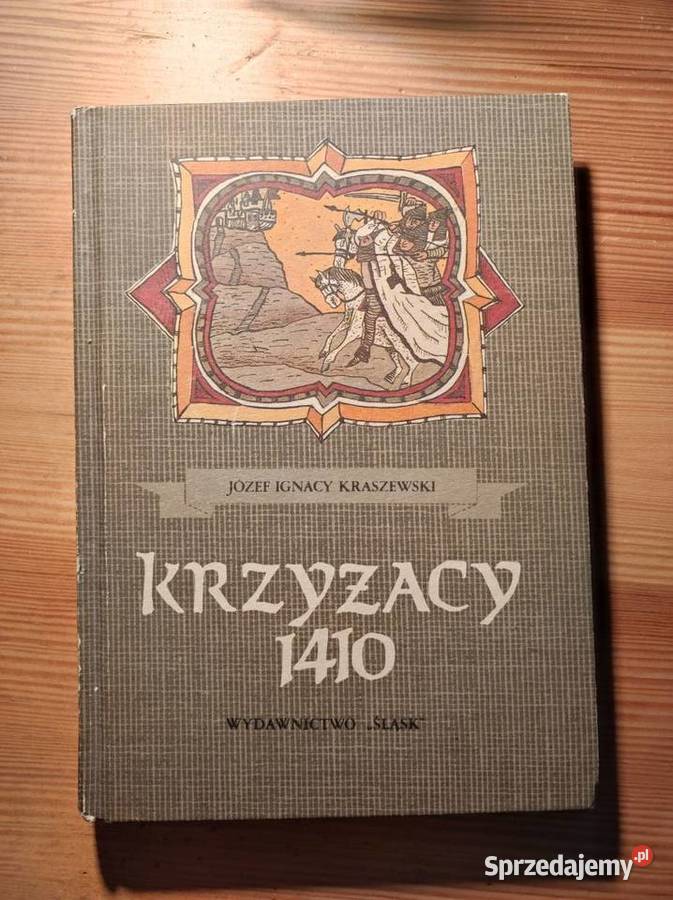 JÓZEF IGNACY KRASZEWSKI
KRZYŻACY
1410
WYDAWNICTWO „ŚLĄSK”
Sprzedajemy.pl